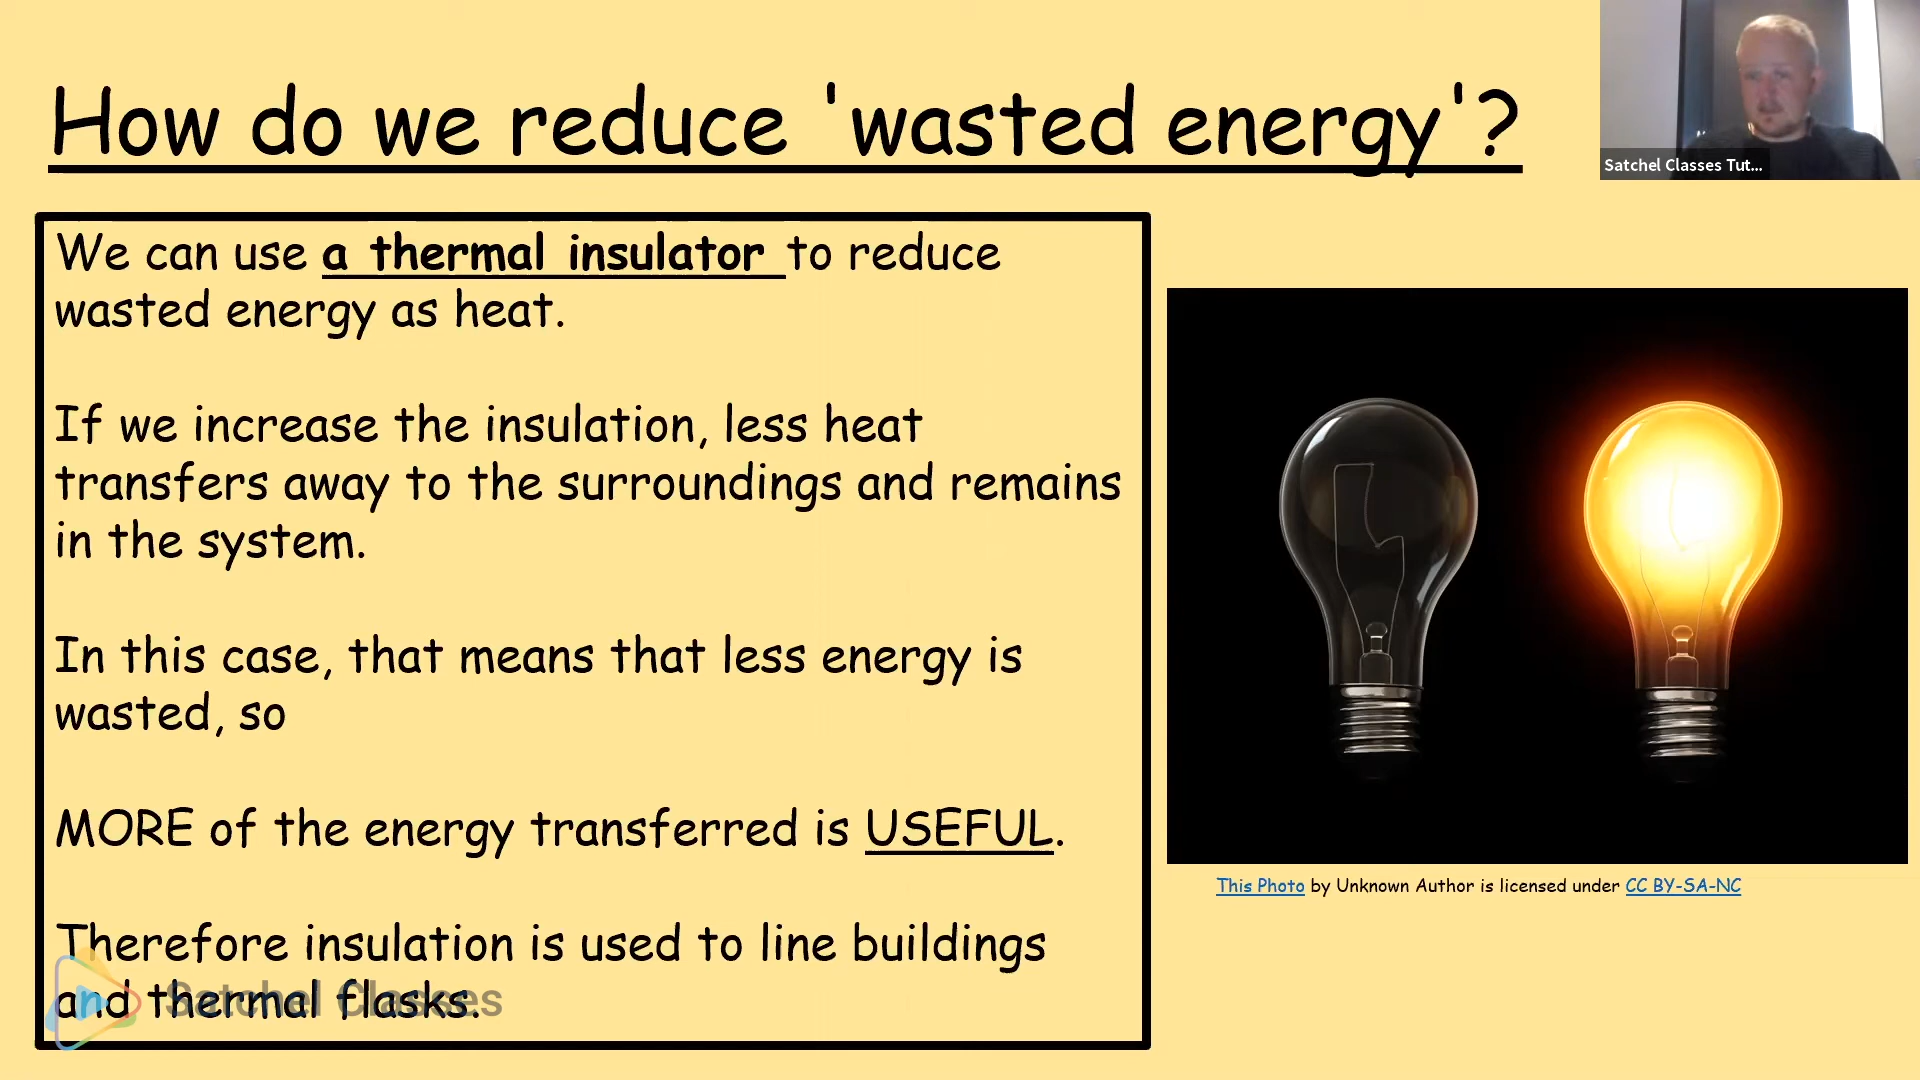 How do we reduce 'wasted energy'?
Satchel Classes Tut...
We can use a thermal insulator to reduce
wasted energy as heat.
If we increase the insulation, less heat
transfers away to the surroundings and remains
in the system.
In this case, that means that less energy is
wasted, so
MORE of the energy transferred is USEFUL.
Therefore insulation is used to line buildings
and thermal flasks.
Satchel Classes
This Photo by Unknown Author is licensed under CC BY-SA-NC